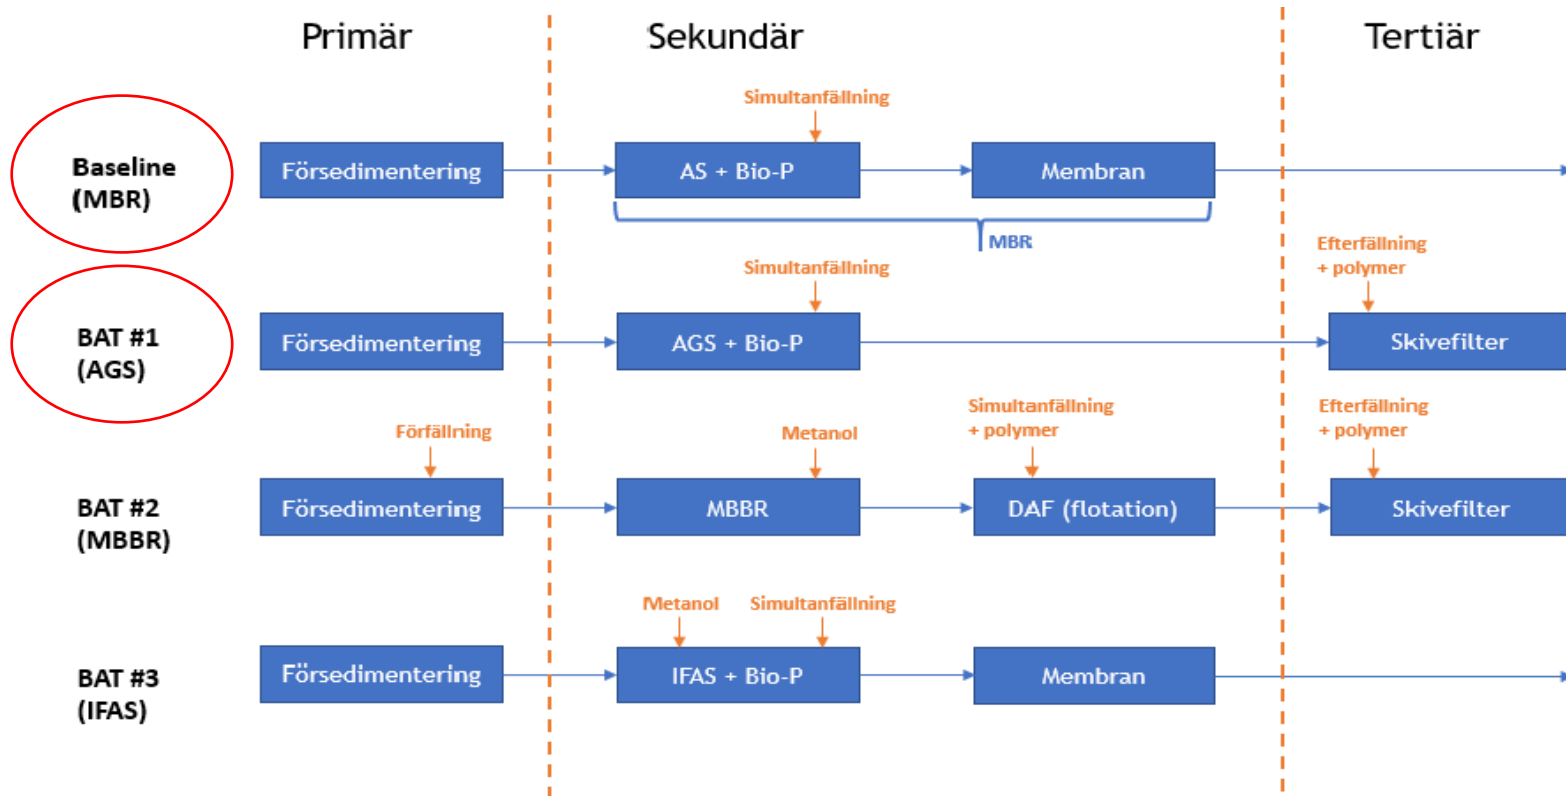 Primär
Sekundär
Tertiär
Simultanfällning
Baseline
(MBR)
Försedimentering
AS + Bio-P
Membran
MBR
Simultanfällning
Efterfällning
+ polymer
BAT #1
(AGS)
Försedimentering
AGS + Bio-P
Skivefilter
Förfällning
Metanol
Simultanfällning
+ polymer
Efterfällning
+ polymer
BAT #2
(MBBR)
Försedimentering
MBBR
DAF (flotation)
Skivefilter
Metanol
Simultanfällning
BAT #3
(IFAS)
Försedimentering
IFAS + Bio-P
Membran